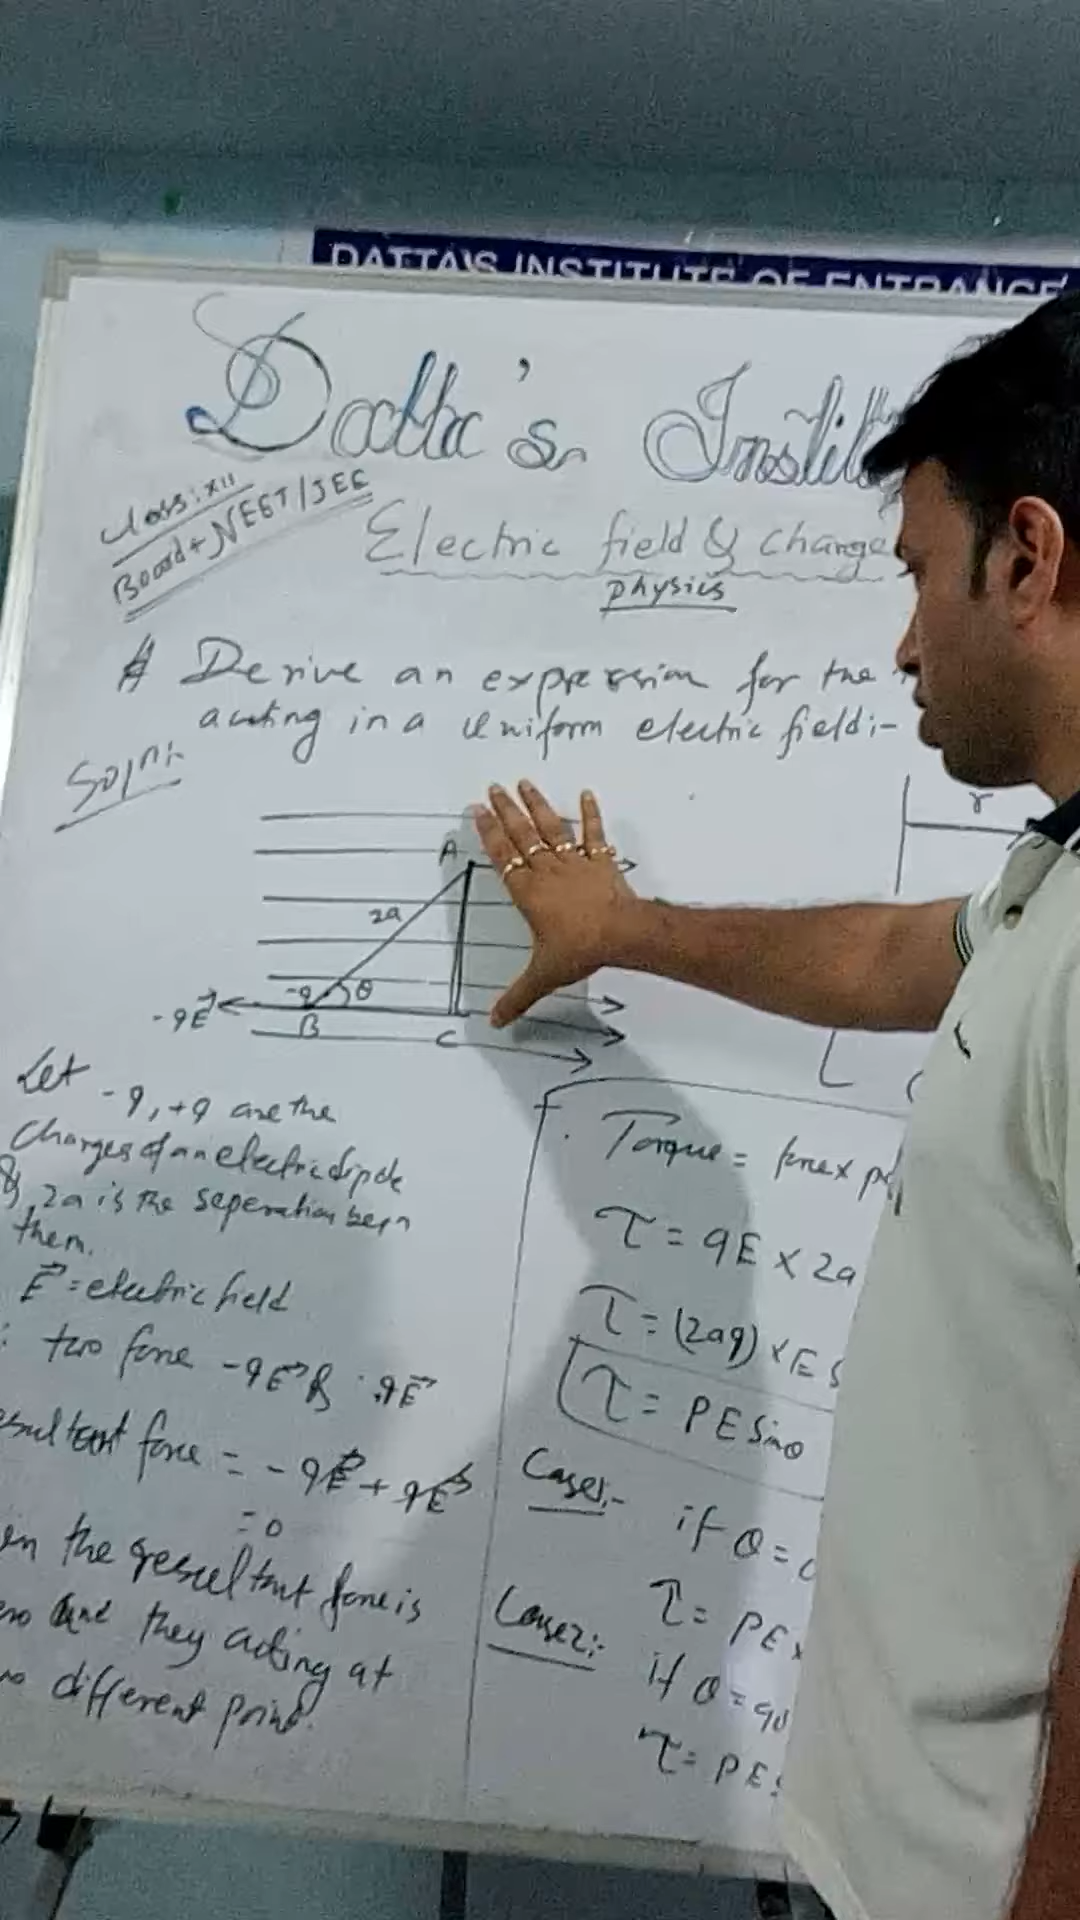 DATTA'S INSTITUTE OF ENTRANCE
Datta's Instit
Class: XII
Board + NEET/JEE
Electric field & charge
physics
# Derive an expression for the
acting in a uniform electric field:-
Soln:-
r
A
2a
-q θ
-qE⃗
B
C
Let -q, +q are the
charges of an electric dipole
& 2a is the seperation betn
them.
E⃗ = electric field
two force -qE⃗ & qE⃗
resultant force = -qE⃗ + qE⃗
= 0
the resultant force is
and they acting at
different point.
Torque = force x
τ = qE x 2a
τ = (2aq) x E S
τ = PE Sinθ
Case1:-
if θ =
τ = PE x
Case2:-
if θ = 90
τ = PE